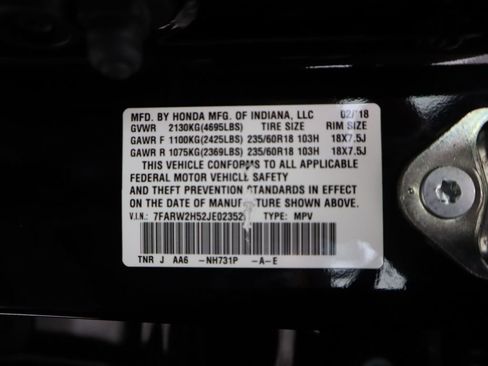 MFD. BY HONDA MFG. OF INDIANA, LLC 02/18
GVWR 2130KG(4695LBS) TIRE SIZE RIM SIZE
GAWR F 1100KG(2425LBS) 235/60R18 103H 18X7.5J
GAWR R 1075KG(2369LBS) 235/60R18 103H 18X7.5J
THIS VEHICLE CONFORMS TO ALL APPLICABLE
FEDERAL MOTOR VEHICLE SAFETY
AND THEFT PREVENTION STANDARDS IN EFFECT
ON THE DATE OF MANUFACTURE SHOWN ABOVE.
V.I.N.: TYPE: MPV
TNR J AA6 -NH731P -A-E